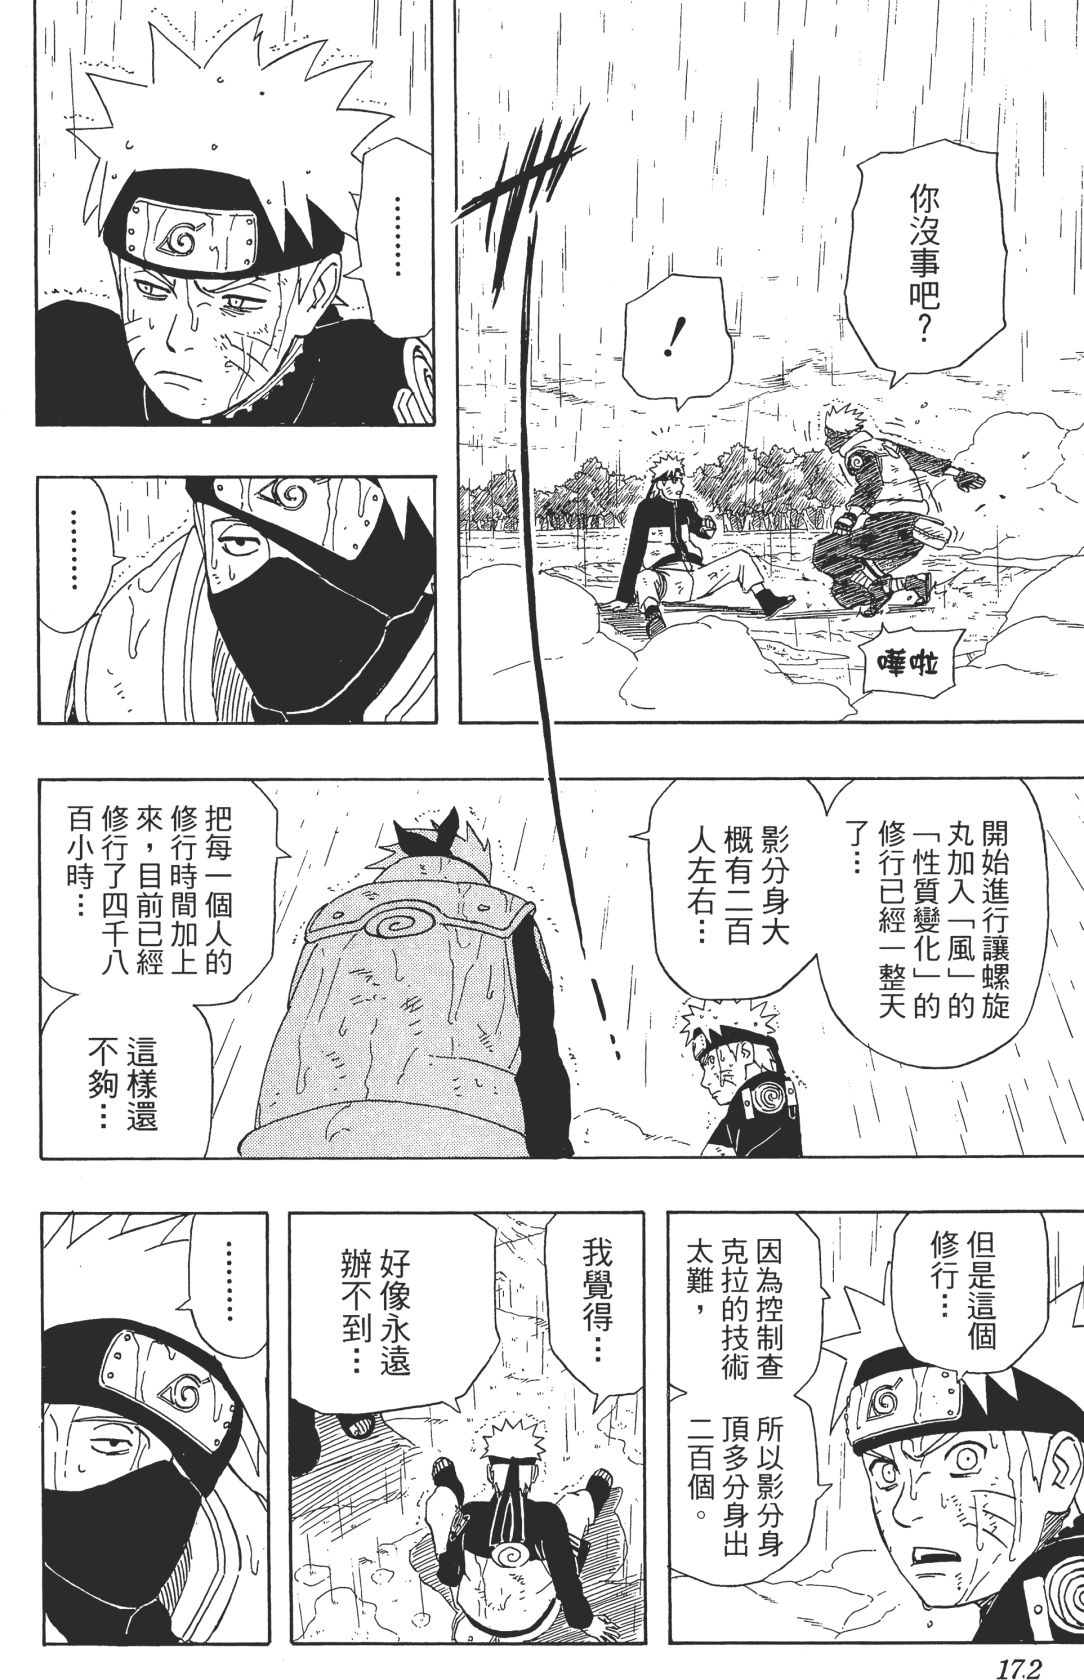 你沒事吧？
！
嘩啦
………
………
開始進行讓螺旋
丸加入「風」的
「性質變化」的
修行已經一整天
了…
影分身大
概有二百
人左右…
把每一個人的
修行時間加上
來，目前已經
修行了四千八
百小時…
這樣還
不夠…
但是這個
修行…
因為控制查
克拉的技術
太難，
所以影分身
頂多分身出
二百個。
我覺得…
好像永遠
辦不到…
………
172